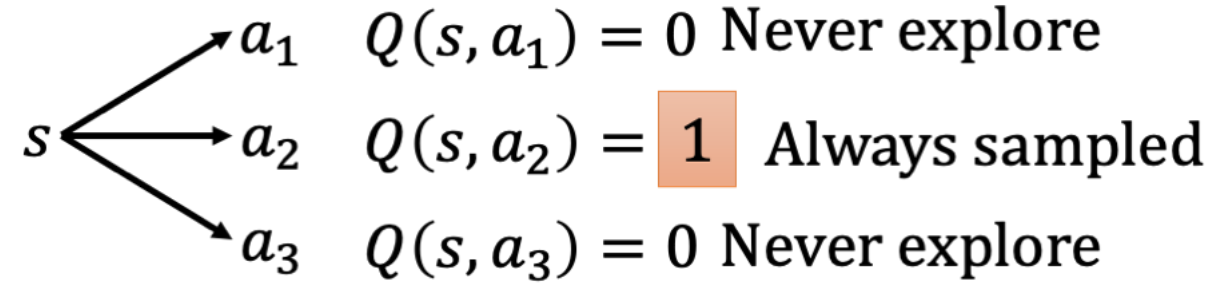 a₁ Q(s, a₁) = 0 Never explore
s a₂ Q(s, a₂) = 1 Always sampled
a₃ Q(s, a₃) = 0 Never explore